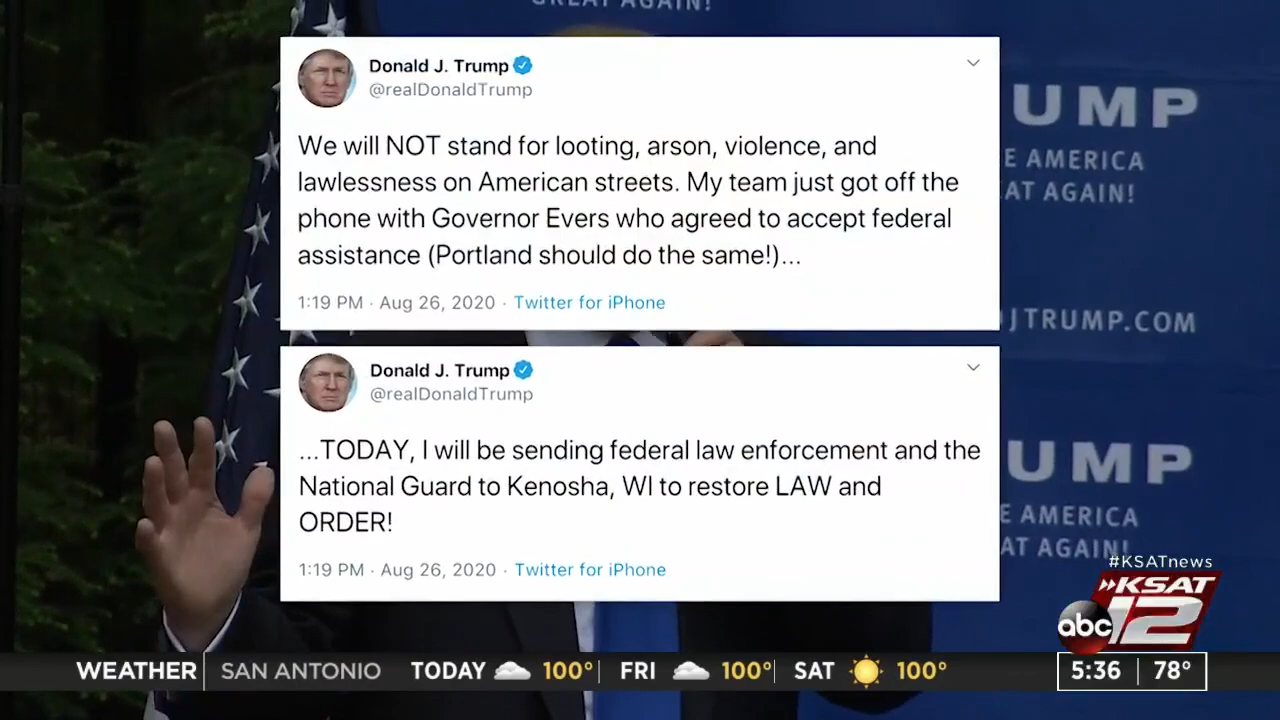 GREAT AGAIN!
Donald J. Trump
@realDonaldTrump
We will NOT stand for looting, arson, violence, and
lawlessness on American streets. My team just got off the
phone with Governor Evers who agreed to accept federal
assistance (Portland should do the same!)...
1:19 PM · Aug 26, 2020 · Twitter for iPhone
UMP
E AMERICA
AT AGAIN!
JTRUMP.COM
Donald J. Trump
@realDonaldTrump
...TODAY, I will be sending federal law enforcement and the
National Guard to Kenosha, WI to restore LAW and
ORDER!
1:19 PM · Aug 26, 2020 · Twitter for iPhone
UMP
E AMERICA
AT AGAIN!
#KSATnews
KSAT
abc 12
WEATHER SAN ANTONIO TODAY 100° FRI 100° SAT 100° 5:36 78°